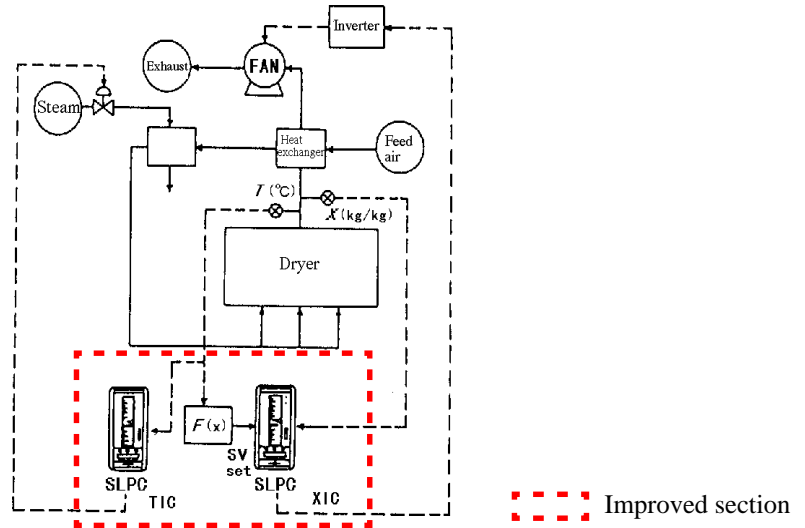 Inverter
Exhaust
FAN
Steam
Heat
exchanger
Feed
air
T (℃)
X (kg/kg)
Dryer
F(x)
SV
set
SLPC
TIC
SLPC
XIC
Improved section